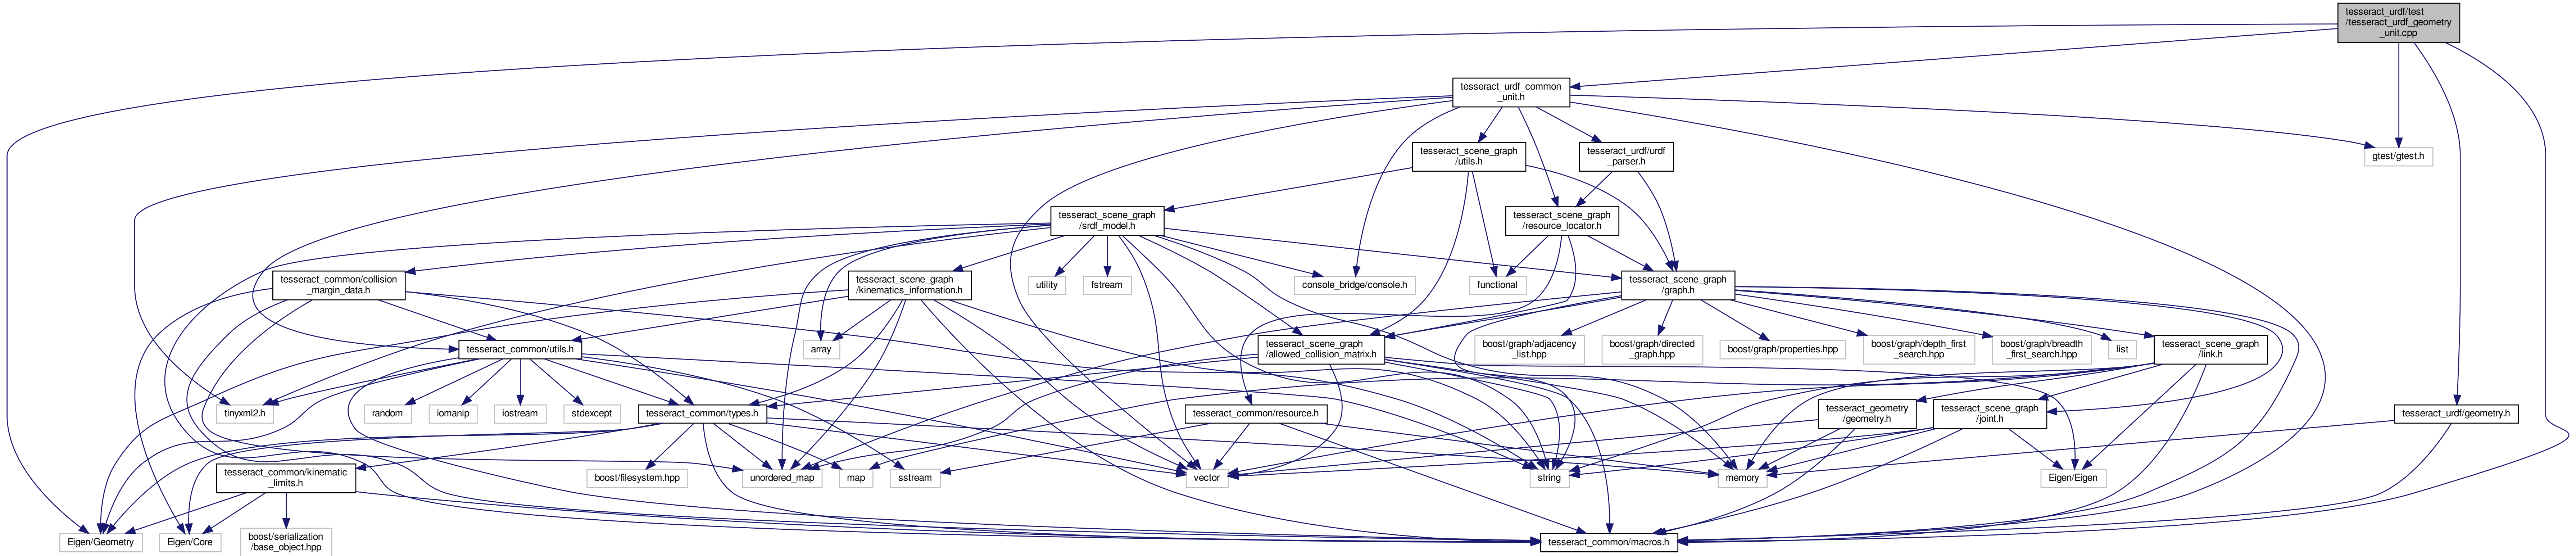 tesseract_urdf/test
/tesseract_urdf_geometry
_unit.cpp
tesseract_urdf_common
_unit.h
tesseract_scene_graph
/utils.h
tesseract_urdf/urdf
_parser.h
gtest/gtest.h
tesseract_scene_graph
/srdf_model.h
tesseract_scene_graph
/resource_locator.h
tesseract_common/collision
_margin_data.h
tesseract_scene_graph
/kinematics_information.h
utility
fstream
console_bridge/console.h
functional
tesseract_scene_graph
/graph.h
tesseract_common/utils.h
array
tesseract_scene_graph
/allowed_collision_matrix.h
boost/graph/adjacency
_list.hpp
boost/graph/directed
_graph.hpp
boost/graph/properties.hpp
boost/graph/depth_first
_search.hpp
boost/graph/breadth
_first_search.hpp
list
tesseract_scene_graph
/link.h
tinyxml2.h
random
iomanip
iostream
stdexcept
tesseract_common/types.h
tesseract_common/resource.h
tesseract_geometry
/geometry.h
tesseract_scene_graph
/joint.h
tesseract_urdf/geometry.h
tesseract_common/kinematic
_limits.h
boost/filesystem.hpp
unordered_map
map
sstream
vector
string
memory
Eigen/Eigen
Eigen/Geometry
Eigen/Core
boost/serialization
/base_object.hpp
tesseract_common/macros.h